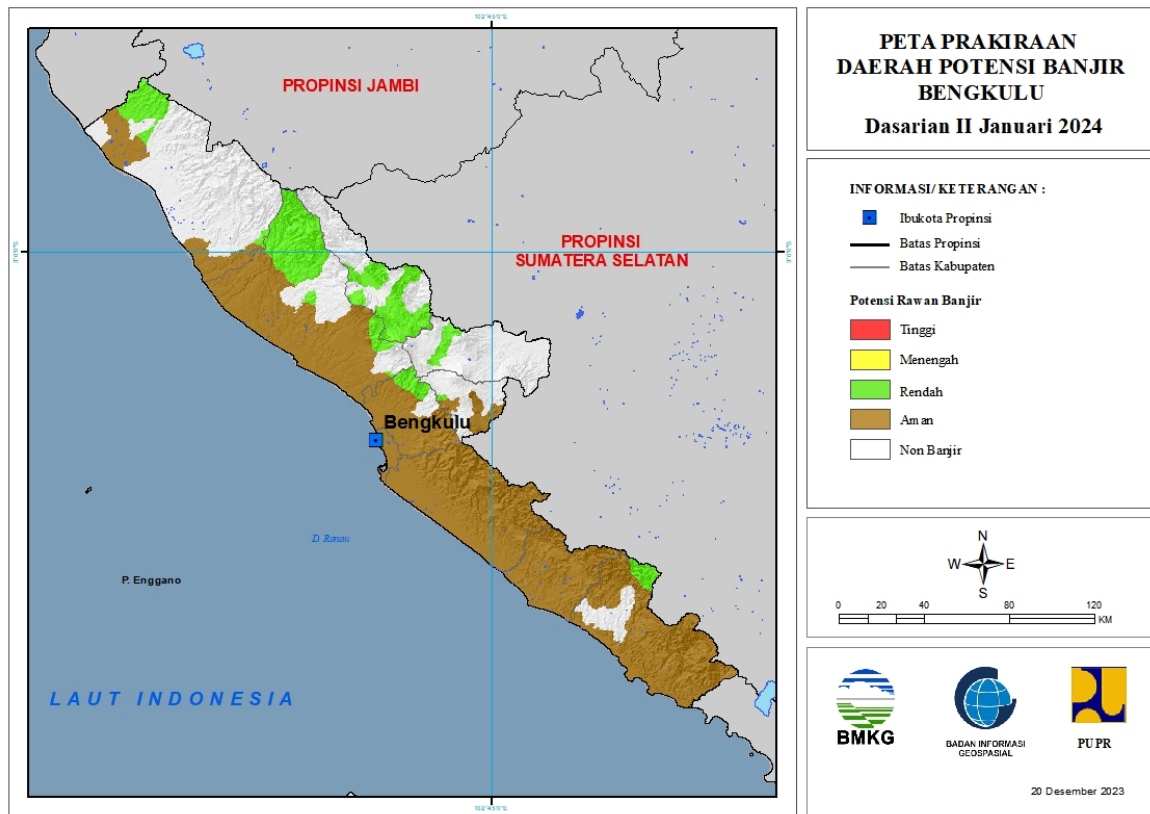 PETA PRAKIRAAN
DAERAH POTENSI BANJIR
BENGKULU
Dasarian II Januari 2024
PROPINSI JAMBI
PROPINSI
SUMATERA SELATAN
Bengkulu
D. Ranau
P. Enggano
LAUT INDONESIA
INFORMASI/ KETERANGAN :
Ibukota Propinsi
Batas Propinsi
Batas Kabupaten
Potensi Rawan Banjir
Tinggi
Menengah
Rendah
Aman
Non Banjir
N
W E
S
0 20 40 80 120
KM
BMKG
BADAN INFORMASI
GEOSPASIAL
PUPR
20 Desember 2023